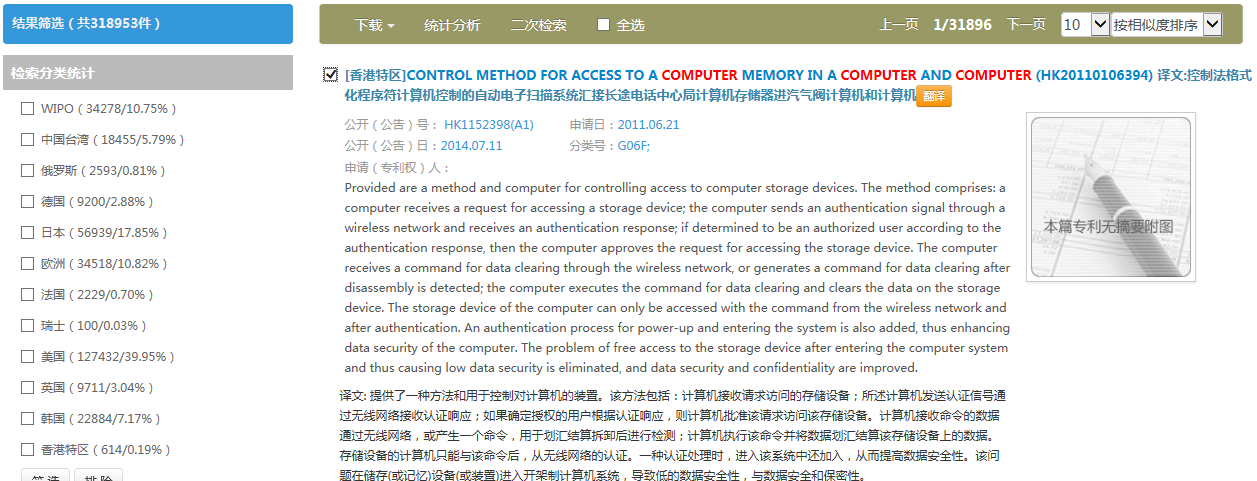 结果筛选（共318953件）
检索分类统计
WIPO（34278/10.75%）
中国台湾（18455/5.79%）
俄罗斯（2593/0.81%）
德国（9200/2.88%）
日本（56939/17.85%）
欧洲（34518/10.82%）
法国（2229/0.70%）
瑞士（100/0.03%）
美国（127432/39.95%）
英国（9711/3.04%）
韩国（22884/7.17%）
香港特区（614/0.19%）
筛 选 排 除
下载 统计分析 二次检索 全选 上一页 1/31896 下一页 10 按相似度排序
[香港特区]CONTROL METHOD FOR ACCESS TO A COMPUTER MEMORY IN A COMPUTER AND COMPUTER (HK20110106394) 译文:控制法格式
化程序符计算机控制的自动电子扫描系统汇接长途电话中心局计算机存储器进汽气阀计算机和计算机 翻译
公开（公告）号： HK1152398(A1) 申请日：2011.06.21
公开（公告）日：2014.07.11 分类号：G06F;
申请（专利权）人：
Provided are a method and computer for controlling access to computer storage devices. The method comprises: a
computer receives a request for accessing a storage device; the computer sends an authentication signal through a
wireless network and receives an authentication response; if determined to be an authorized user according to the
authentication response, then the computer approves the request for accessing the storage device. The computer
receives a command for data clearing through the wireless network, or generates a command for data clearing after
disassembly is detected; the computer executes the command for data clearing and clears the data on the storage
device. The storage device of the computer can only be accessed with the command from the wireless network and
after authentication. An authentication process for power-up and entering the system is also added, thus enhancing
data security of the computer. The problem of free access to the storage device after entering the computer system
and thus causing low data security is eliminated, and data security and confidentiality are improved.
译文: 提供了一种方法和用于控制对计算机的装置。该方法包括：计算机接收请求访问的存储设备；所述计算机发送认证信号通
过无线网络接收认证响应；如果确定授权的用户根据认证响应，则计算机批准该请求访问该存储设备。计算机接收命令的数据
通过无线网络，或产生一个命令，用于划汇结算拆卸后进行检测；计算机执行该命令并将数据划汇结算该存储设备上的数据。
存储设备的计算机只能与该命令后，从无线网络的认证。一种认证处理时，进入该系统中还加入，从而提高数据安全性。该问
题在储存(或记忆)设备(或装置)进入开架制计算机系统，导致低的数据安全性，与数据安全和保密性。
本篇专利无摘要附图